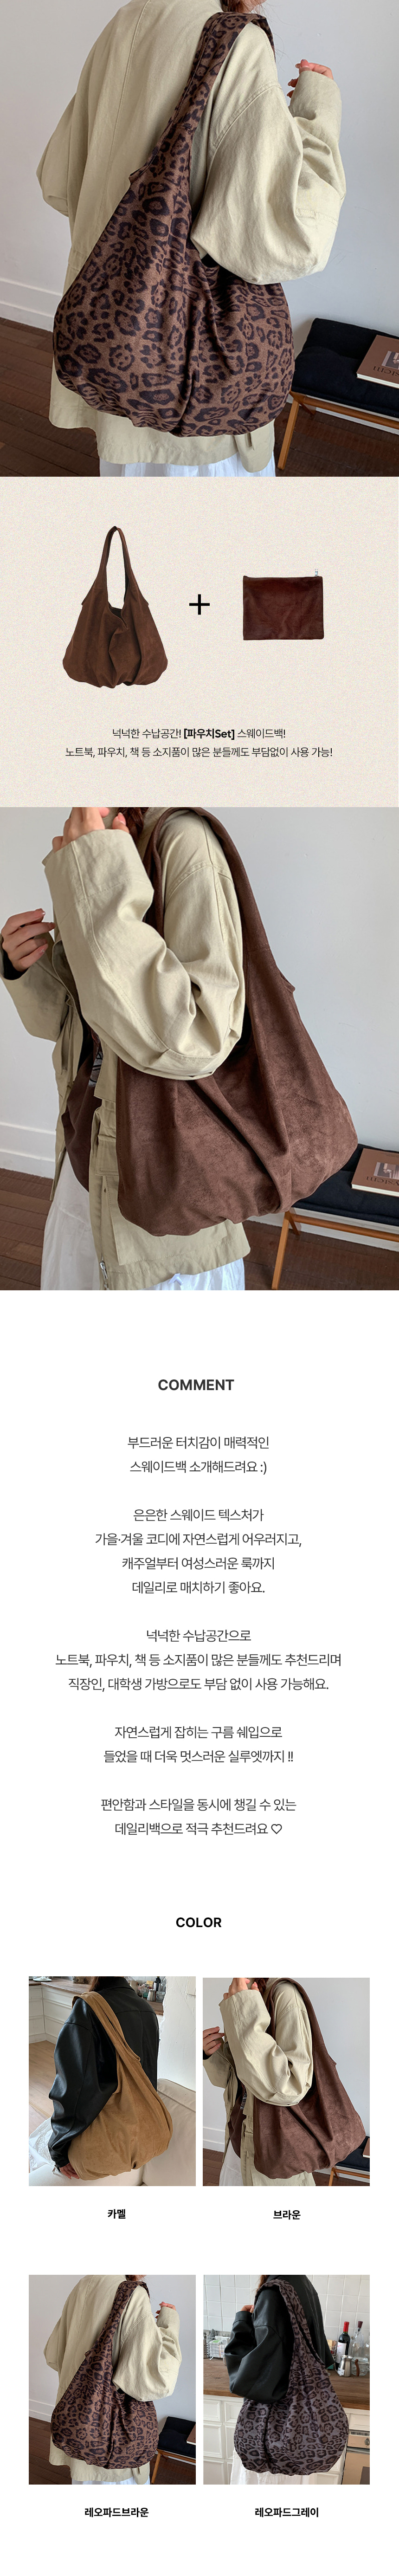 넉넉한 수납공간! [파우치Set] 스웨이드백!
노트북, 파우치, 책 등 소지품이 많은 분들께도 부담없이 사용 가능!
COMMENT
부드러운 터치감이 매력적인
스웨이드백 소개해드려요 :)
은은한 스웨이드 텍스처가
가을·겨울 코디에 자연스럽게 어우러지고,
캐주얼부터 여성스러운 룩까지
데일리로 매치하기 좋아요.
넉넉한 수납공간으로
노트북, 파우치, 책 등 소지품이 많은 분들께도 추천드리며
직장인, 대학생 가방으로도 부담 없이 사용 가능해요.
자연스럽게 잡히는 구름 쉐입으로
들었을 때 더욱 멋스러운 실루엣까지 !!
편안함과 스타일을 동시에 챙길 수 있는
데일리백으로 적극 추천드려요 ♡
COLOR
카멜
브라운
레오파드브라운
레오파드그레이